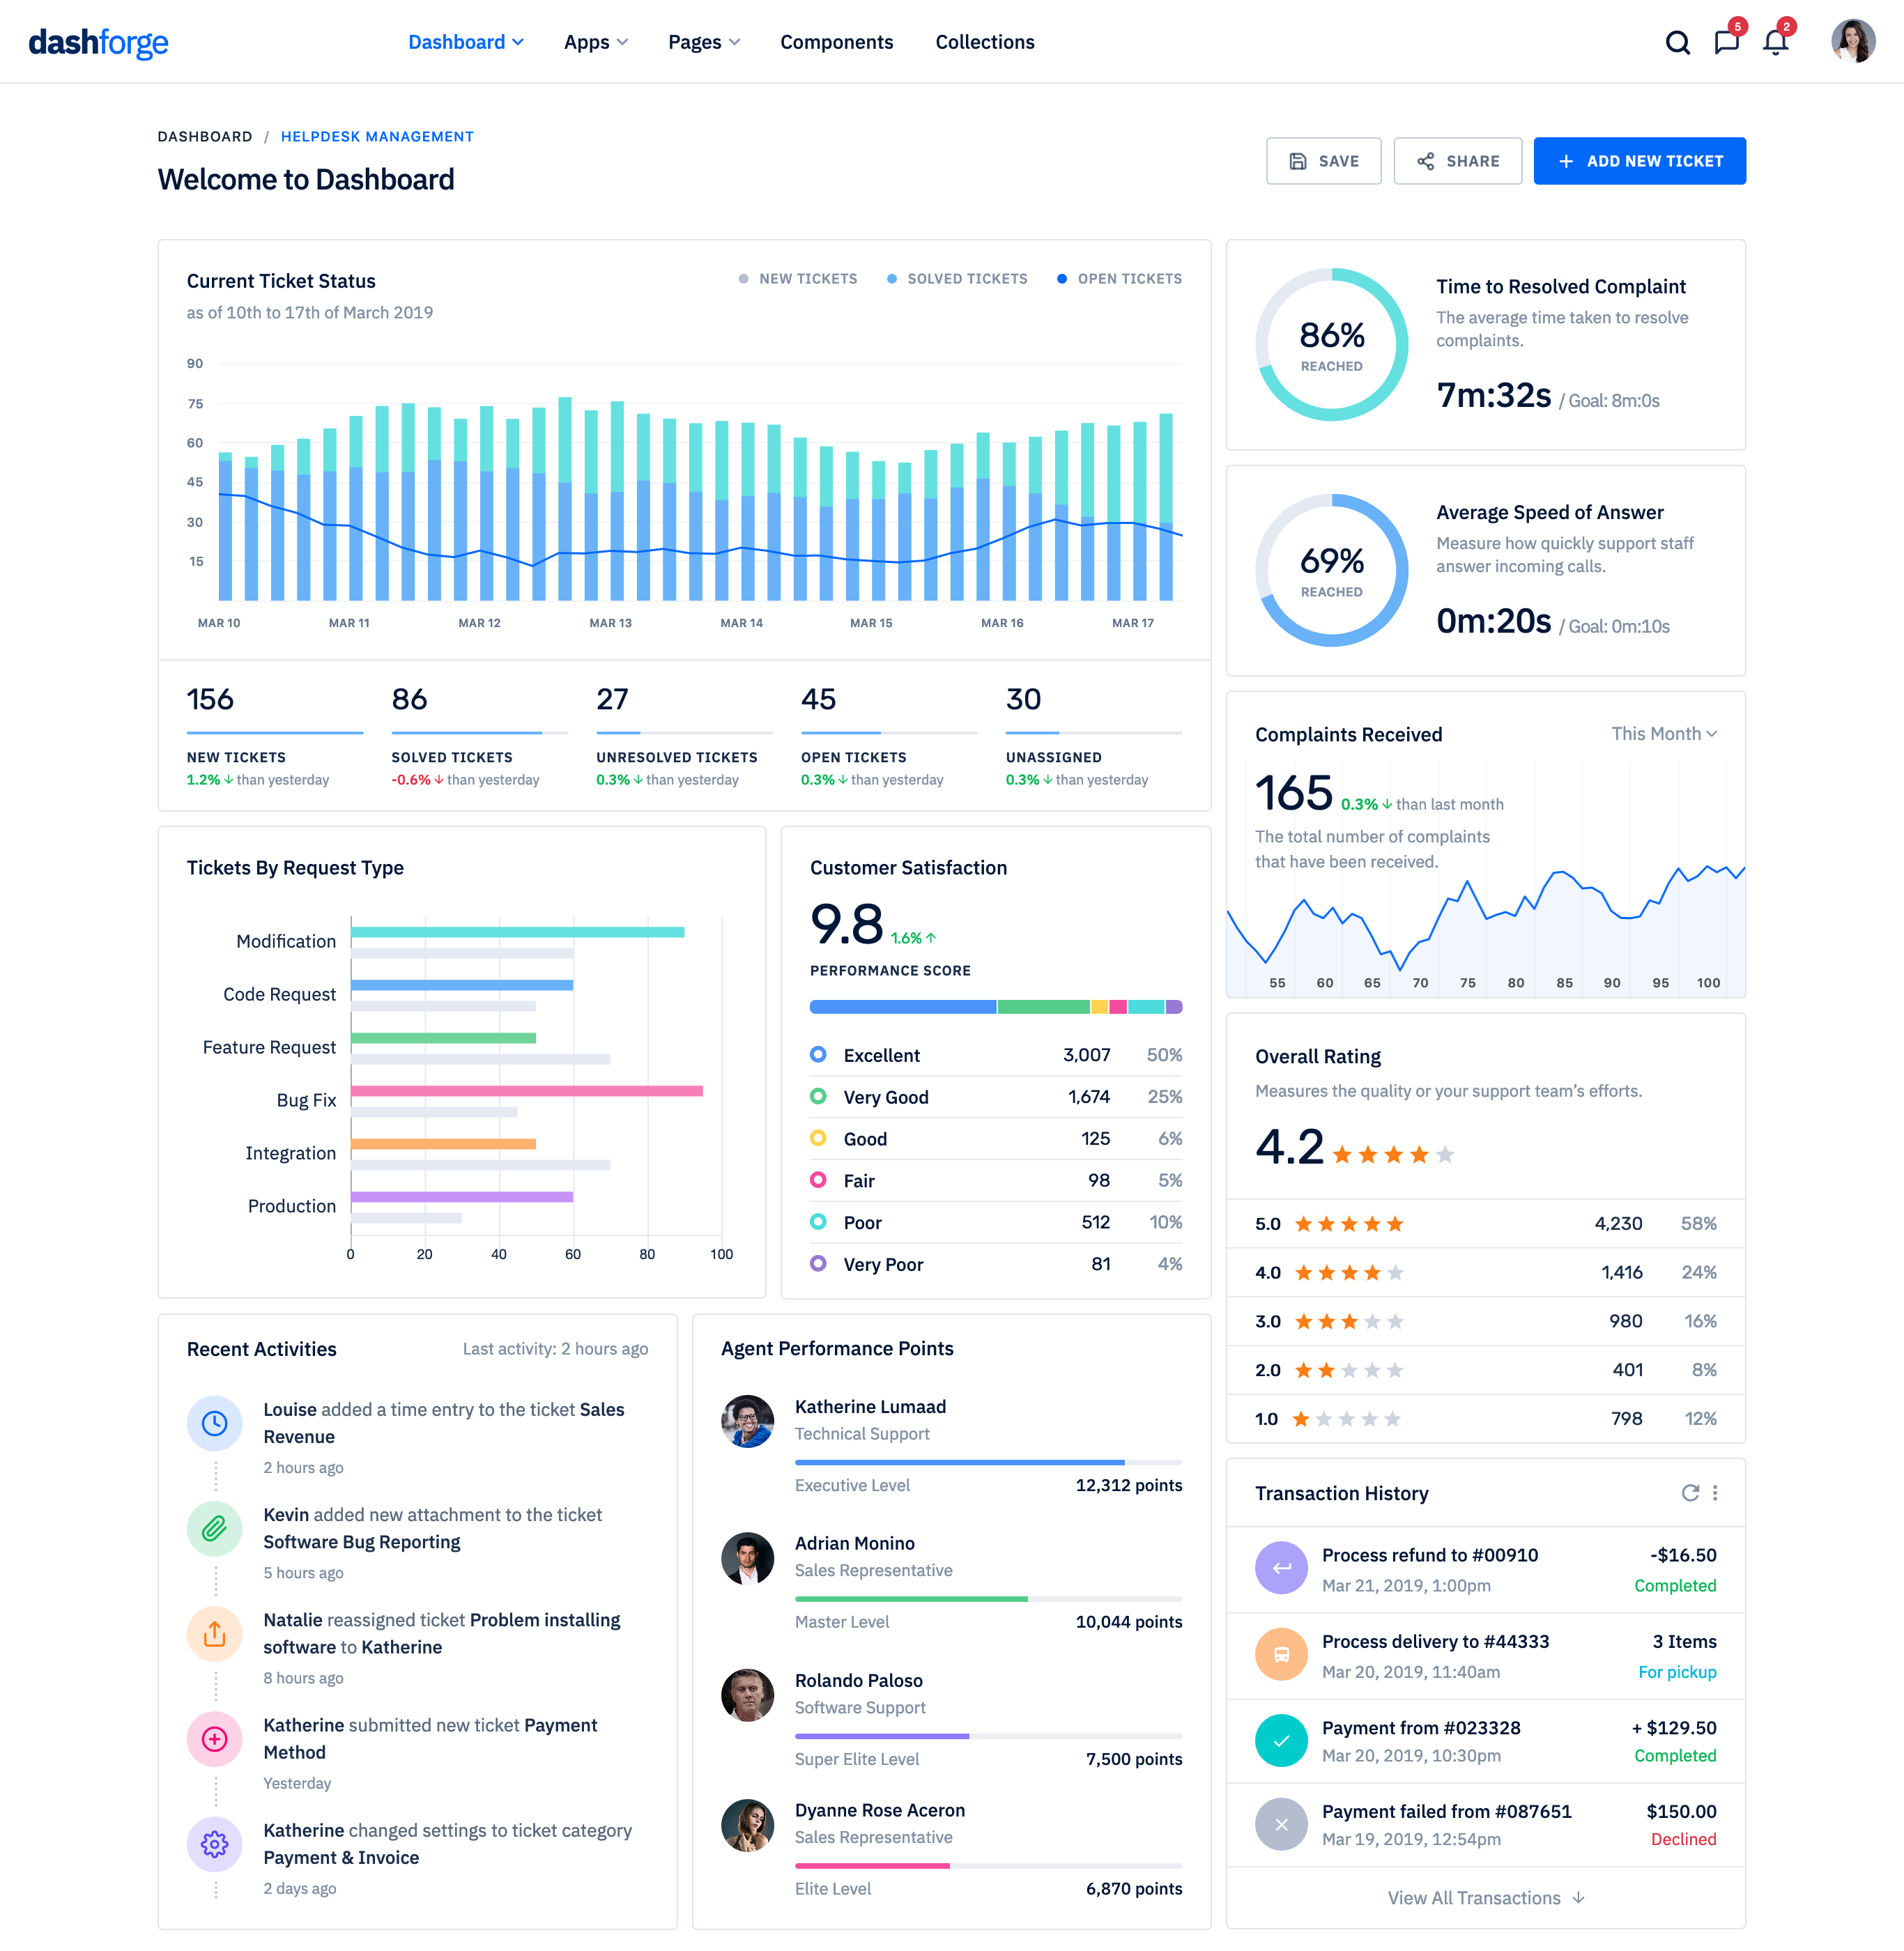 dashforge
Dashboard Apps Pages Components Collections
5 2
DASHBOARD / HELPDESK MANAGEMENT
Welcome to Dashboard
SAVE SHARE ADD NEW TICKET
Current Ticket Status
NEW TICKETS SOLVED TICKETS OPEN TICKETS
as of 10th to 17th of March 2019
90
75
60
45
30
15
MAR 10 MAR 11 MAR 12 MAR 13 MAR 14 MAR 15 MAR 16 MAR 17
156 86 27 45 30
NEW TICKETS SOLVED TICKETS UNRESOLVED TICKETS OPEN TICKETS UNASSIGNED
1.2% ↓ than yesterday -0.6% ↓ than yesterday 0.3% ↓ than yesterday 0.3% ↓ than yesterday 0.3% ↓ than yesterday
86%
REACHED
Time to Resolved Complaint
The average time taken to resolve
complaints.
7m:32s / Goal: 8m:0s
69%
REACHED
Average Speed of Answer
Measure how quickly support staff
answer incoming calls.
0m:20s / Goal: 0m:10s
Complaints Received This Month
165 0.3% ↓ than last month
The total number of complaints
that have been received.
55 60 65 70 75 80 85 90 95 100
Tickets By Request Type
Modification
Code Request
Feature Request
Bug Fix
Integration
Production
0 20 40 60 80 100
Customer Satisfaction
9.8 1.6% ↑
PERFORMANCE SCORE
Excellent 3,007 50%
Very Good 1,674 25%
Good 125 6%
Fair 98 5%
Poor 512 10%
Very Poor 81 4%
Overall Rating
Measures the quality or your support team’s efforts.
4.2
5.0 4,230 58%
4.0 1,416 24%
3.0 980 16%
2.0 401 8%
1.0 798 12%
Recent Activities Last activity: 2 hours ago
Louise added a time entry to the ticket Sales
Revenue
2 hours ago
Kevin added new attachment to the ticket
Software Bug Reporting
5 hours ago
Natalie reassigned ticket Problem installing
software to Katherine
8 hours ago
Katherine submitted new ticket Payment
Method
Yesterday
Katherine changed settings to ticket category
Payment & Invoice
2 days ago
Agent Performance Points
Katherine Lumaad
Technical Support
Executive Level 12,312 points
Adrian Monino
Sales Representative
Master Level 10,044 points
Rolando Paloso
Software Support
Super Elite Level 7,500 points
Dyanne Rose Aceron
Sales Representative
Elite Level 6,870 points
Transaction History
Process refund to #00910 -$16.50
Mar 21, 2019, 1:00pm Completed
Process delivery to #44333 3 Items
Mar 20, 2019, 11:40am For pickup
Payment from #023328 + $129.50
Mar 20, 2019, 10:30pm Completed
Payment failed from #087651 $150.00
Mar 19, 2019, 12:54pm Declined
View All Transactions ↓